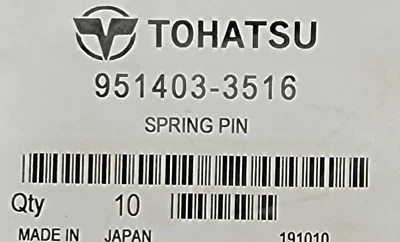 TOHATSU
951403-3516
SPRING PIN
Qty 10
MADE IN JAPAN 191010